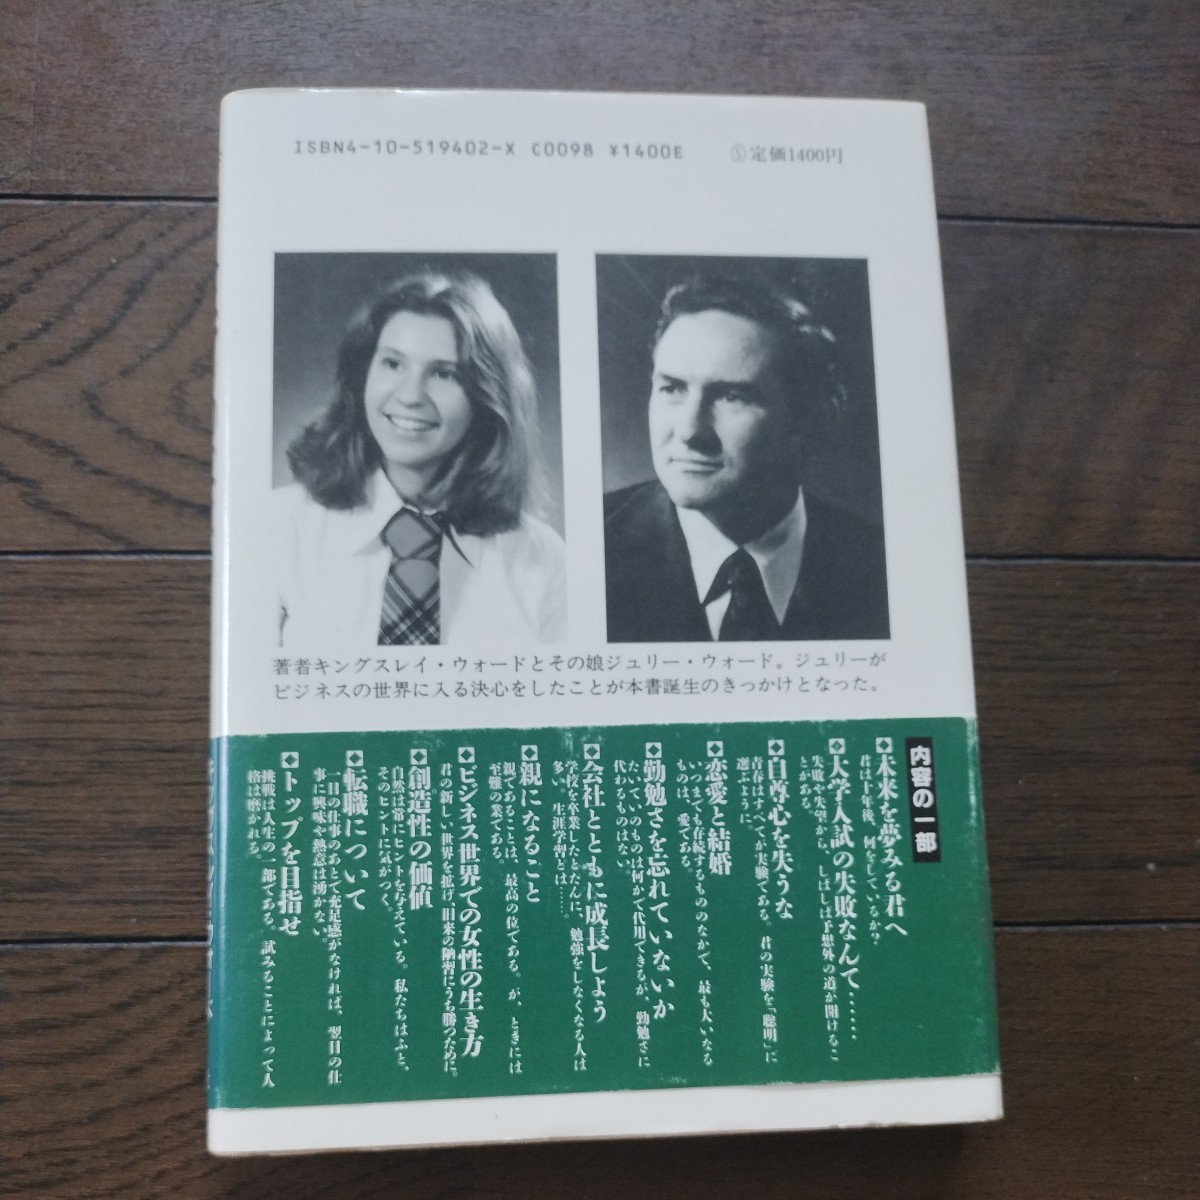 ISBN4-10-519402-X C0098 ¥1400E Ⓢ定価1400円
著者キングスレイ・ウォードとその娘ジュリー・ウォード。ジュリーが
ビジネスの世界に入る決心をしたことが本書誕生のきっかけとなった。
内容の一部
◆未来を夢みる君へ
君は十年後、何をしているか?
◆大学入試の失敗なんて……
失敗や失望から、しばしば予想外の道が開けるこ
とがある。
◆自尊心を失うな
青春はすべてが実験である。君の実験を「聡明」に
選ぶように。
◆恋愛と結婚
いつまでも存続するもののなかで、最も大いなる
ものは、愛である。
◆勤勉さを忘れていないか
たいていのものは何かで代用できるが、勤勉さに
代わるものはない。
◆会社とともに成長しよう
学校を卒業したとたんに、勉強をしなくなる人は
多い。生涯学習とは……。
◆親になること
親であることは、最高の位である。が、ときには
至難の業である。
◆ビジネス世界での女性の生き方
君の新しい世界を拡げ、旧来の陋習にうち勝つために。
◆創造性の価値
自然は常にヒントを与えている。私たちはふと、
そのヒントに気がつく。
◆転職について
一日の仕事のあとで充足感がなければ、翌日の仕
事に興味や熱意は湧かない。
◆トップを目指せ
挑戦は人生の一部である。試みることによって人
格は磨かれる。